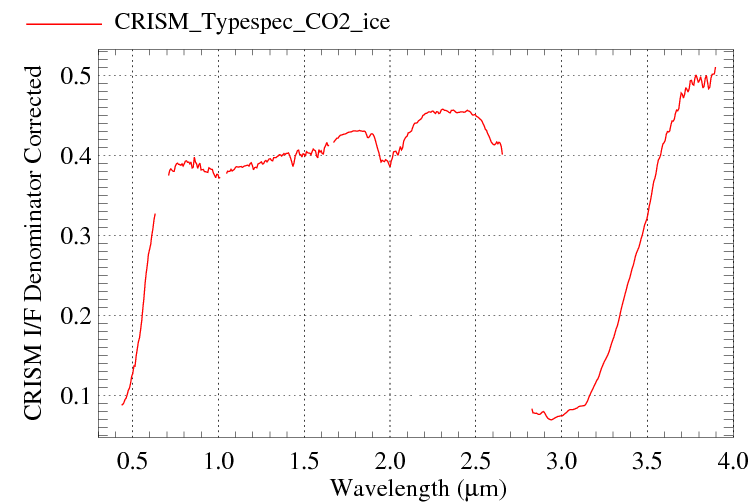 CRISM_Typespec_CO2_ice
CRISM I/F Denominator Corrected
0.5
0.4
0.3
0.2
0.1
0.5 1.0 1.5 2.0 2.5 3.0 3.5 4.0
Wavelength (μm)